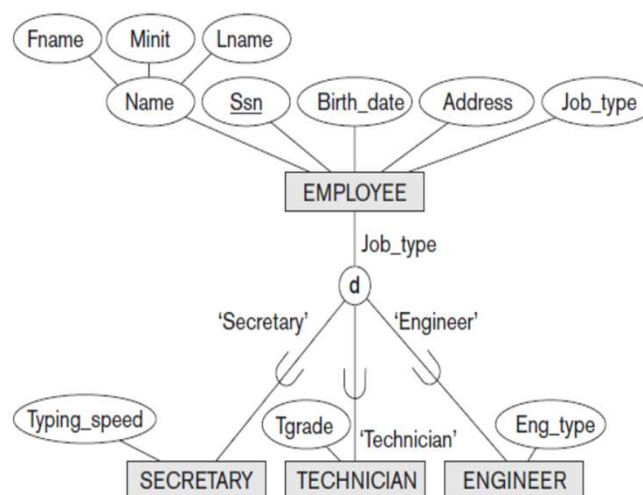 Fname Minit Lname
Name Ssn Birth_date Address Job_type
EMPLOYEE
Job_type
d
'Secretary' 'Engineer'
Typing_speed Tgrade 'Technician' Eng_type
SECRETARY TECHNICIAN ENGINEER